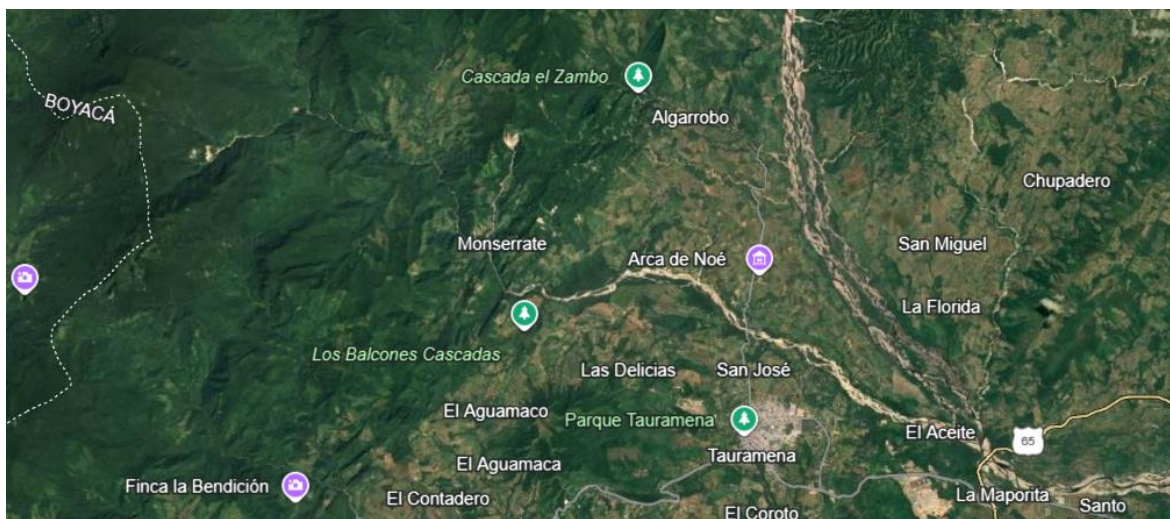 Cascada el Zambo
BOYACÁ
Algarrobo
Chupadero
Monserrate
San Miguel
Arca de Noé
La Florida
Los Balcones Cascadas
Las Delicias
San José
El Aguamaco
Parque Tauramena
El Aceite
65
Tauramena
El Aguamaca
Finca la Bendición
El Contadero
La Maporita
Santo
El Coroto